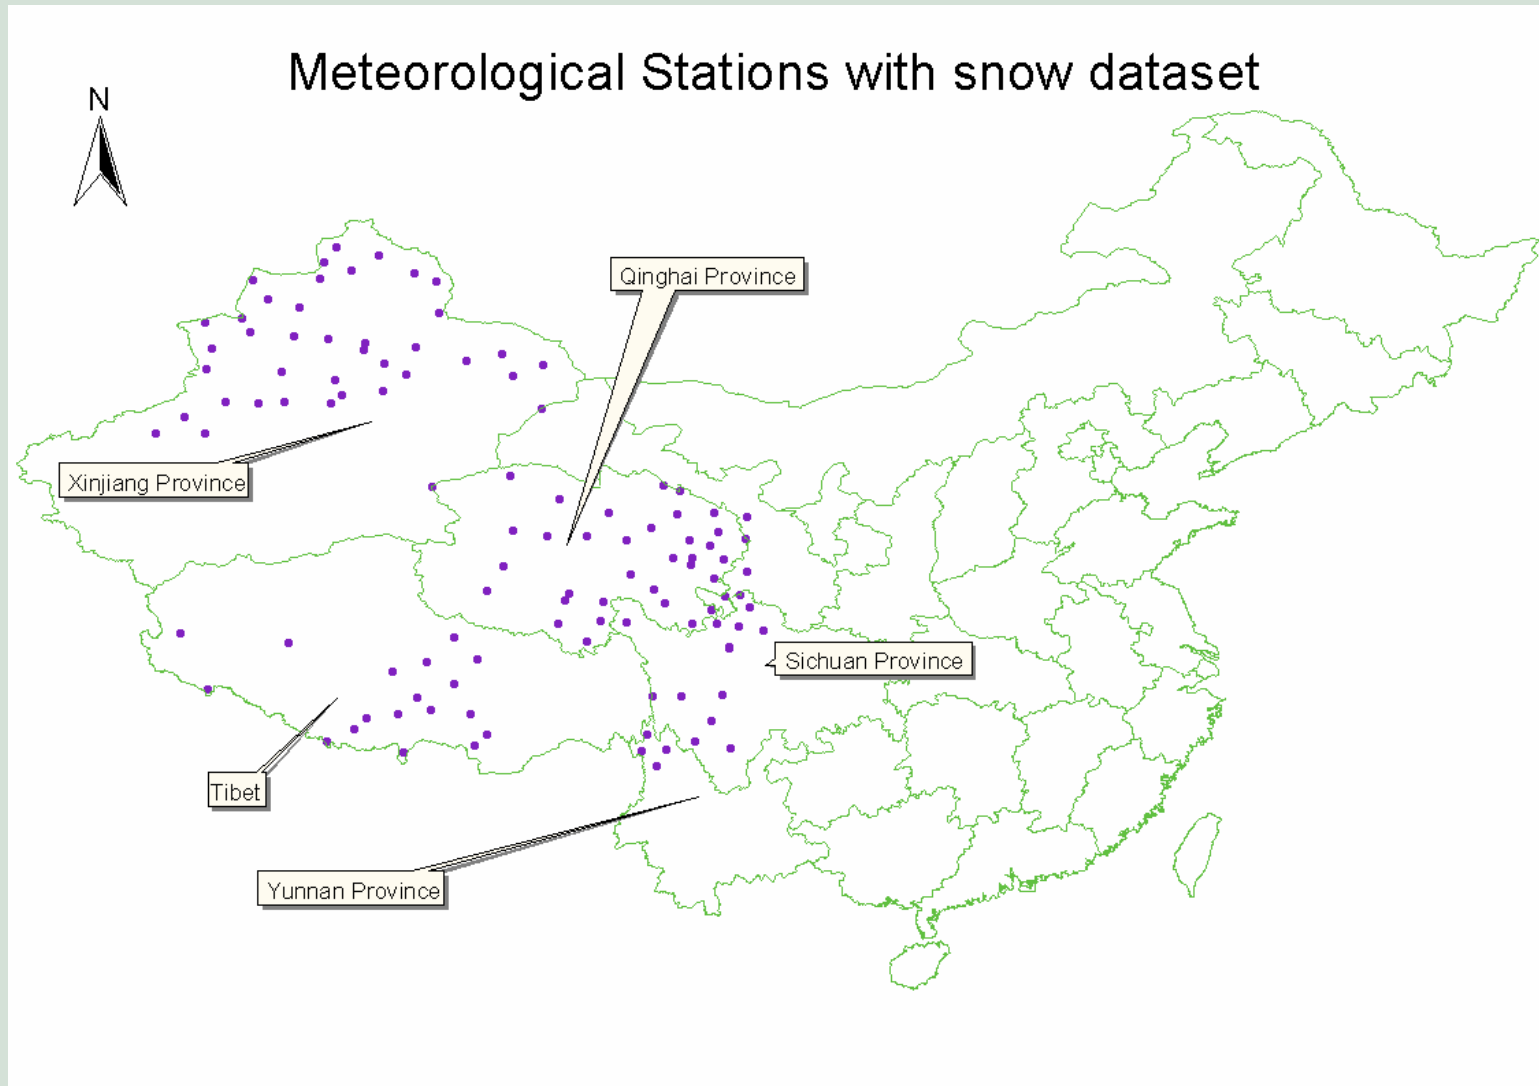 Meteorological Stations with snow dataset
N
Qinghai Province
Xinjiang Province
Sichuan Province
Tibet
Yunnan Province